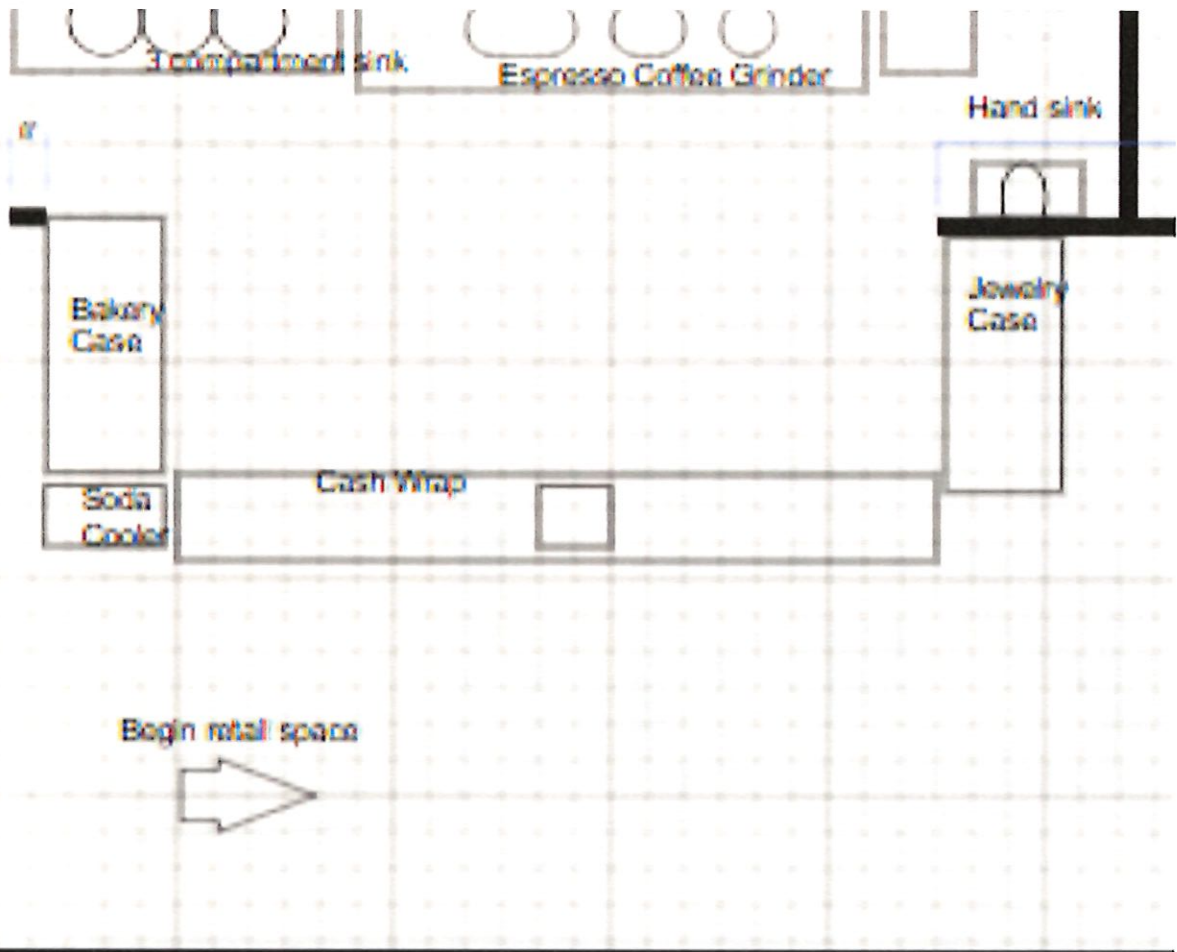 3 compartment sink
Espresso Coffee Grinder
Hand sink
Bakery
Case
Jewelry
Case
Cash Wrap
Soda
Cooler
Begin retail space